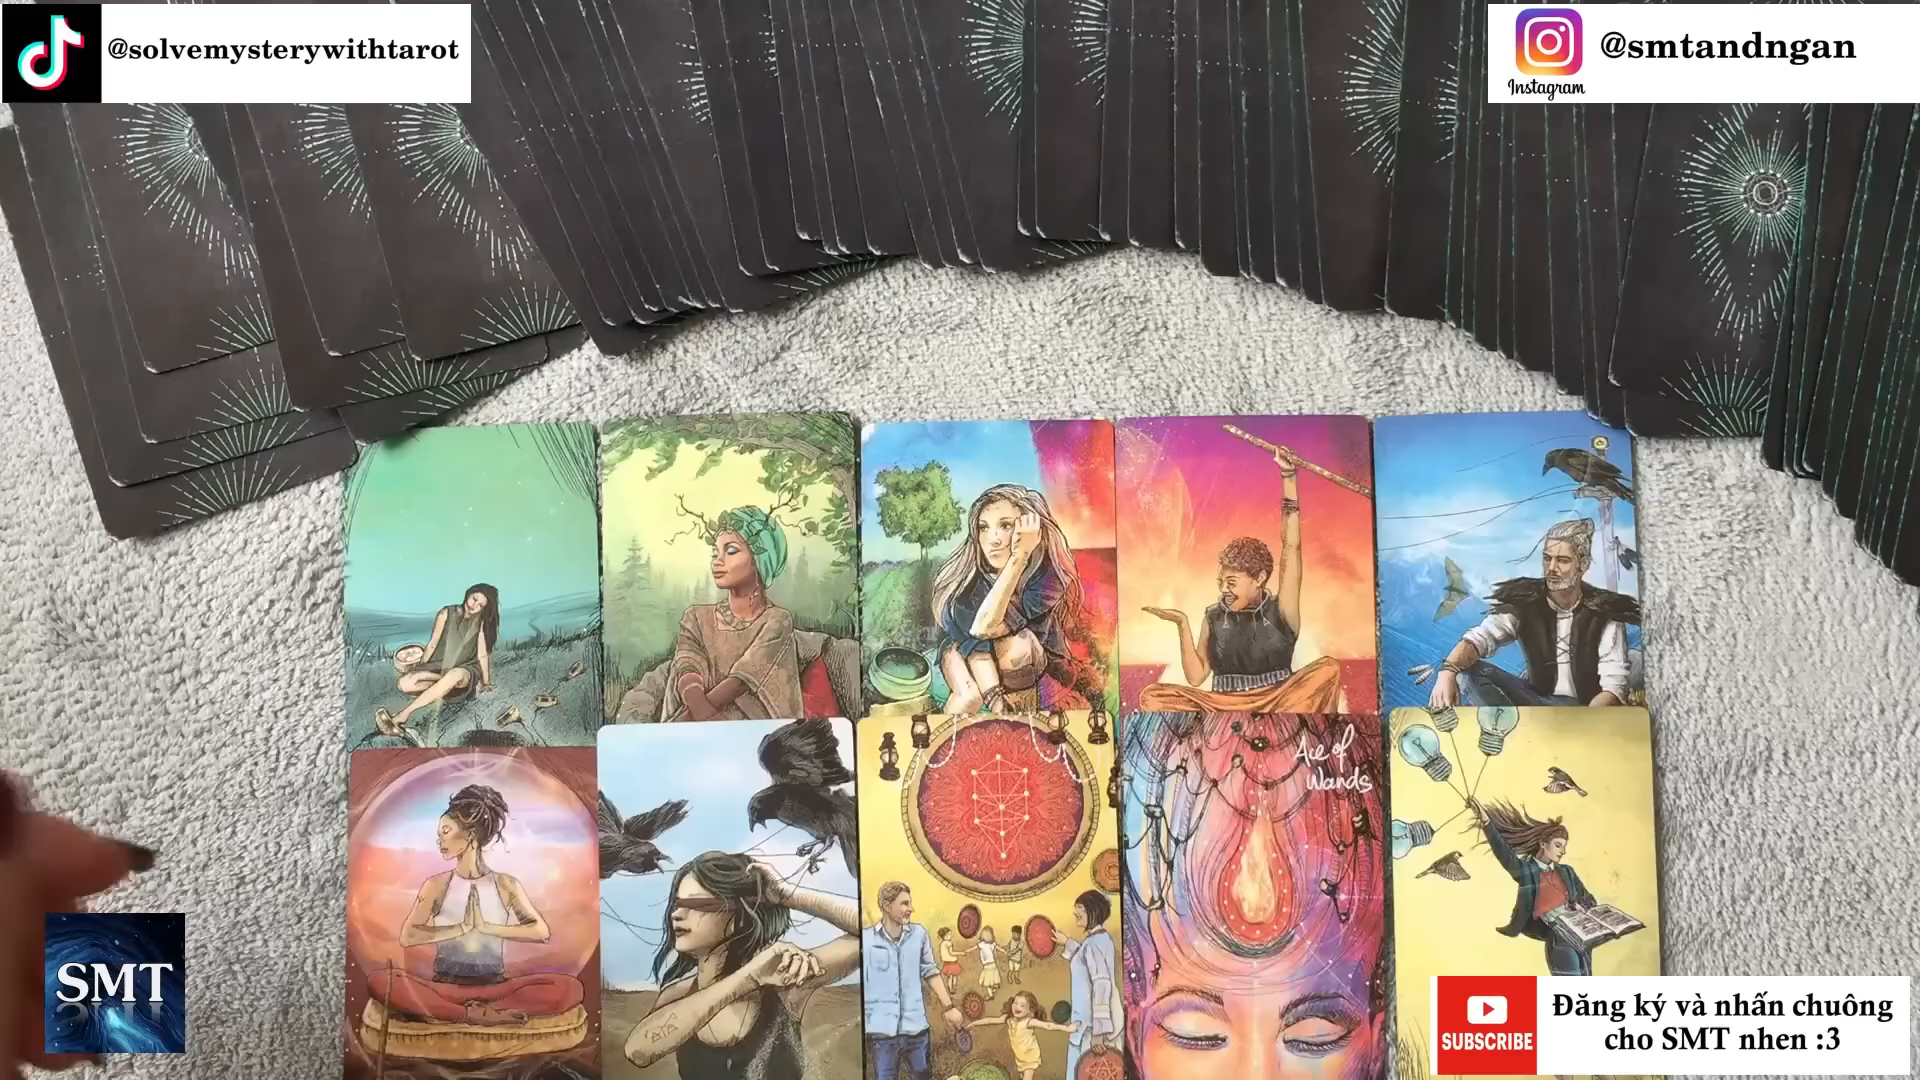 @solvemysterywithtarot
@smtandngan
Instagram
Ace of
Wands
SMT
SUBSCRIBE
Đăng ký và nhấn chuông
cho SMT nhen :3